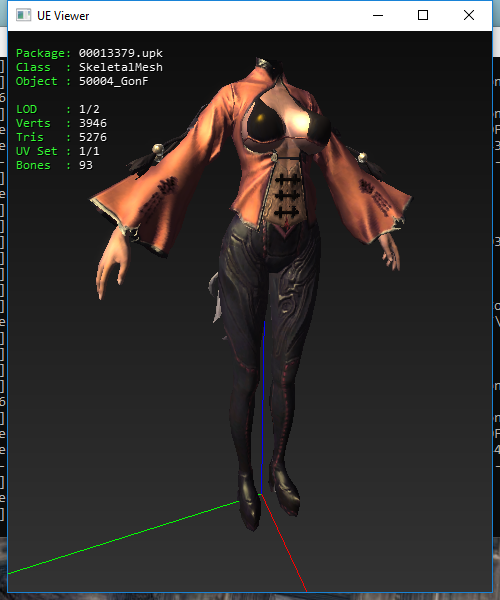 UE Viewer
Package: 00013379.upk
Class : SkeletalMesh
Object : 50004_GonF
LOD : 1/2
Verts : 3946
Tris : 5276
UV Set : 1/1
Bones : 93